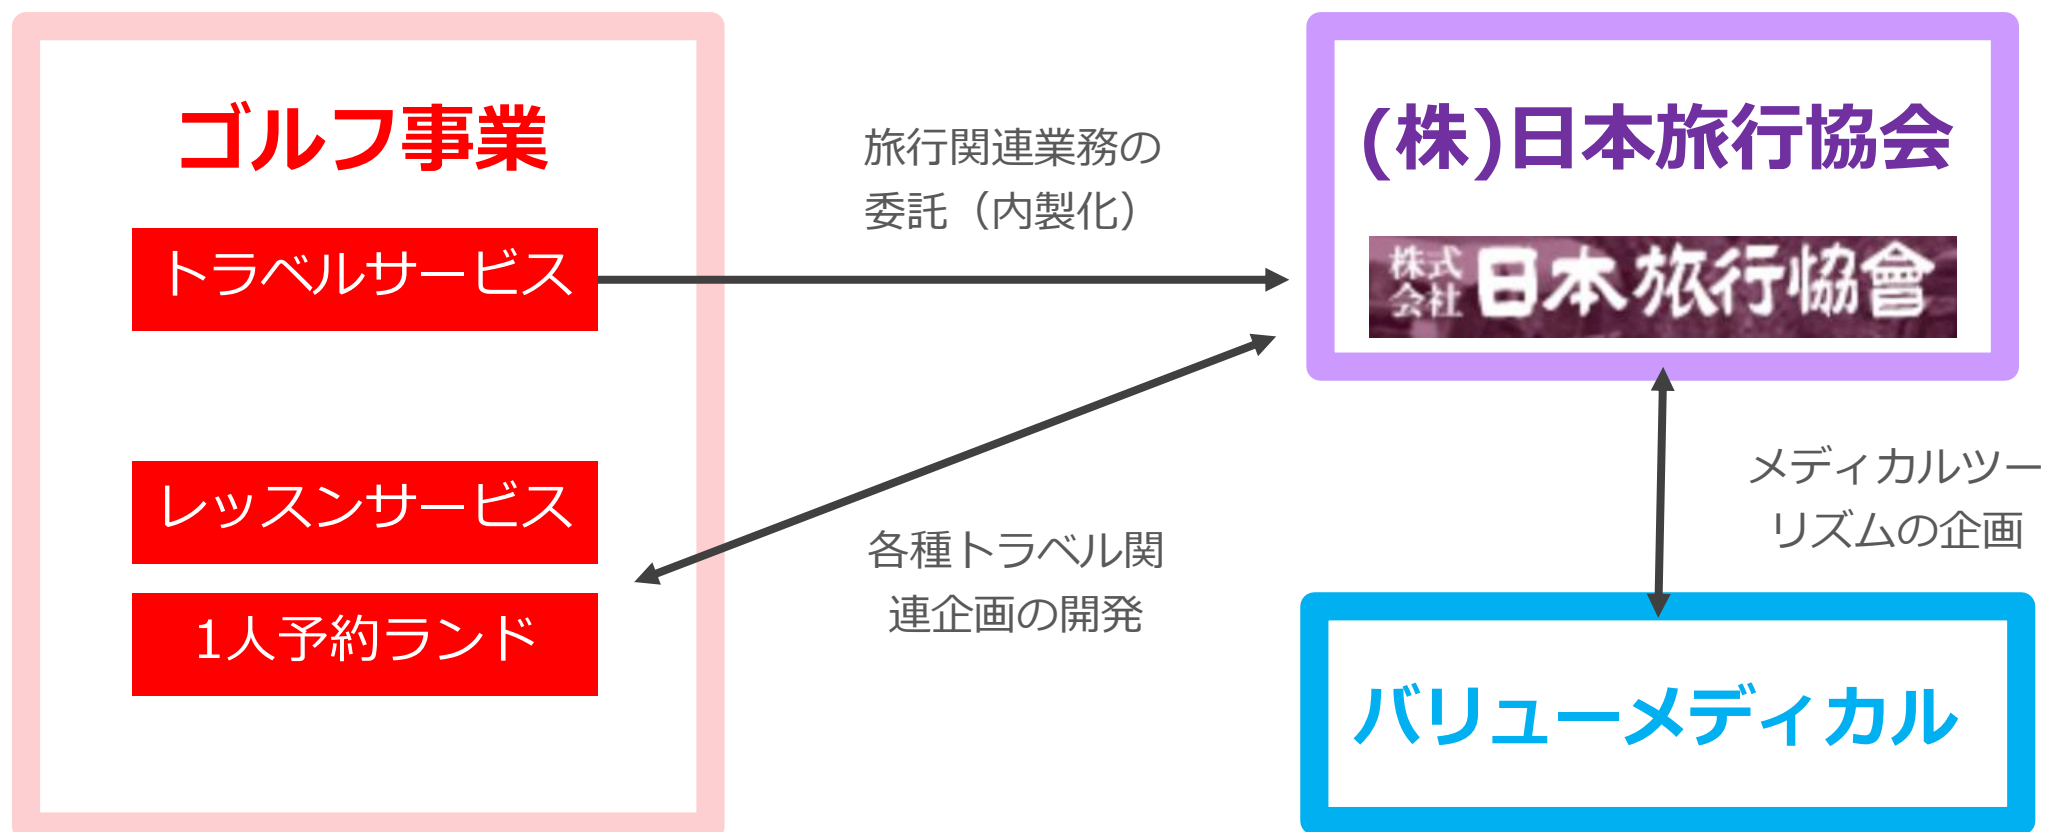 ゴルフ事業
トラベルサービス
レッスンサービス
1人予約ランド
旅行関連業務の
委託（内製化）
各種トラベル関
連企画の開発
(株)日本旅行協会
株式
会社
日本旅行協會
メディカルツー
リズムの企画
バリューメディカル